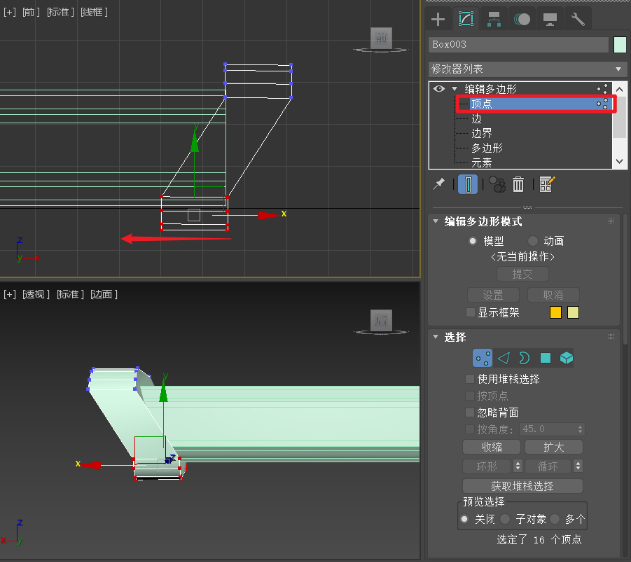 [+] [前] [标准] [线框]
前
x
z
y
[+] [透视] [标准] [边面]
y
x
z
z
x
Box003
修改器列表
编辑多边形
顶点
边
边界
多边形
元素
编辑多边形模式
模型 动画
<无当前操作>
提交
设置 取消
显示框架
选择
使用堆栈选择
按顶点
忽略背面
按角度: 45.0
收缩 扩大
环形 循环
获取堆栈选择
预览选择
关闭 子对象 多个
选定了 16 个顶点